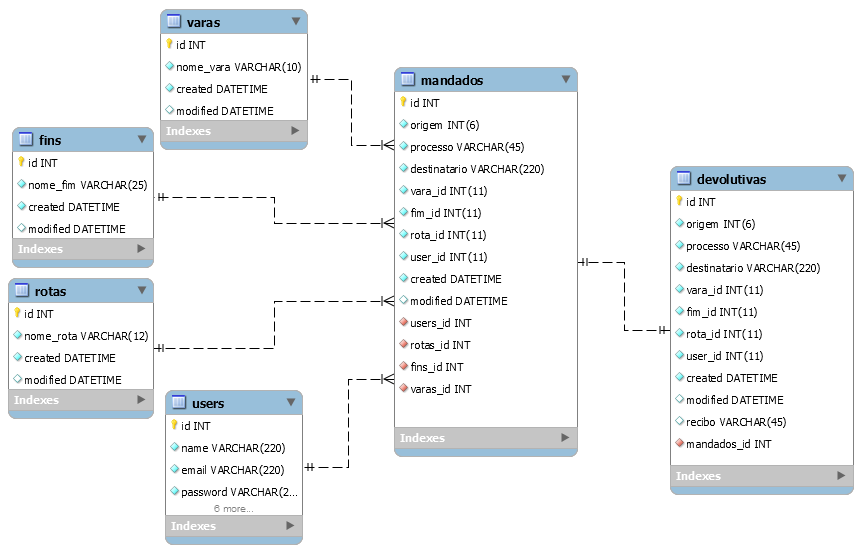 varas
id INT
nome_vara VARCHAR(10)
created DATETIME
modified DATETIME
Indexes
fins
id INT
nome_fim VARCHAR(25)
created DATETIME
modified DATETIME
Indexes
rotas
id INT
nome_rota VARCHAR(12)
created DATETIME
modified DATETIME
Indexes
users
id INT
name VARCHAR(220)
email VARCHAR(220)
password VARCHAR(2...
6 more...
Indexes
mandados
id INT
origem INT(6)
processo VARCHAR(45)
destinatario VARCHAR(220)
vara_id INT(11)
fim_id INT(11)
rota_id INT(11)
user_id INT(11)
created DATETIME
modified DATETIME
users_id INT
rotas_id INT
fins_id INT
varas_id INT
Indexes
devolutivas
id INT
origem INT(6)
processo VARCHAR(45)
destinatario VARCHAR(220)
vara_id INT(11)
fim_id INT(11)
rota_id INT(11)
user_id INT(11)
created DATETIME
modified DATETIME
recibo VARCHAR(45)
mandados_id INT
Indexes